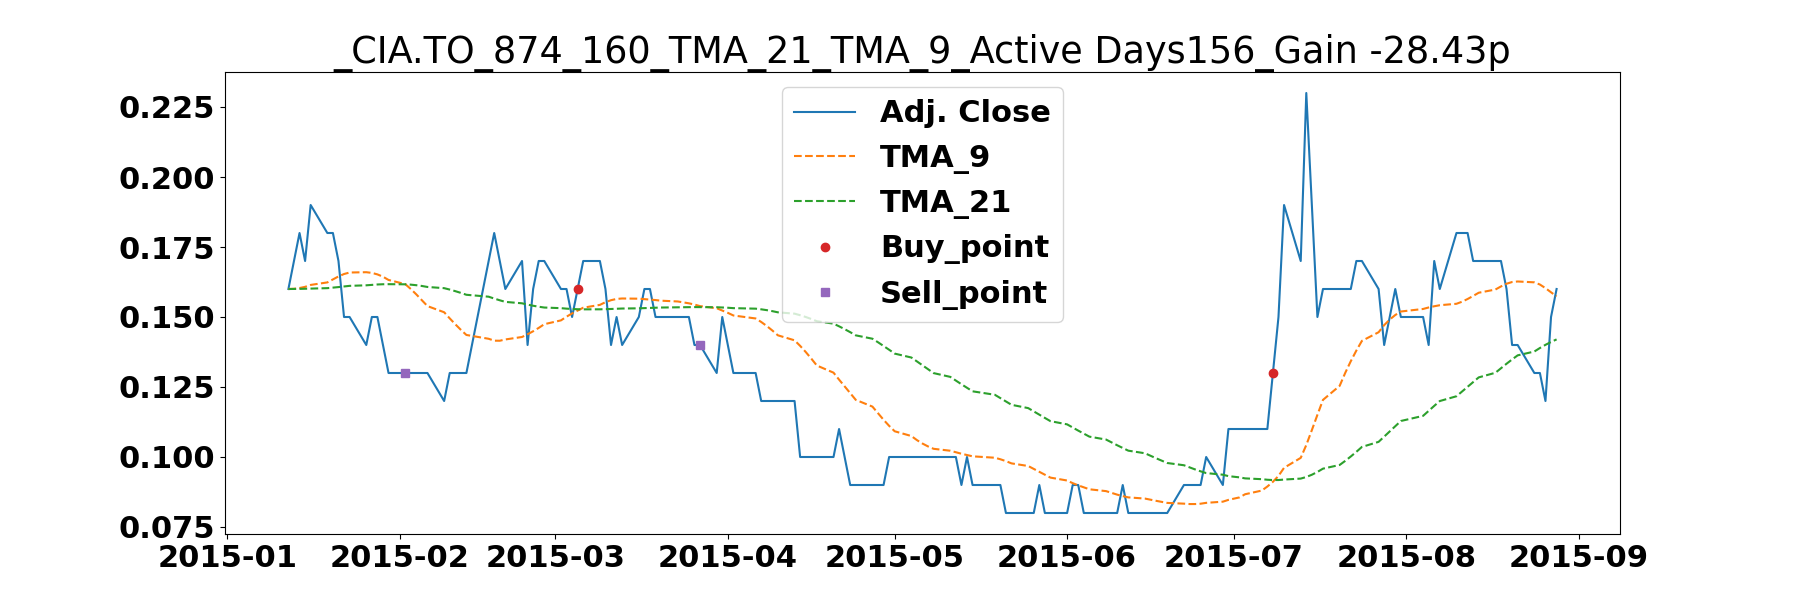 _CIA.TO_874_160_TMA_21_TMA_9_Active Days156_Gain -28.43p
0.225
0.200
0.175
0.150
0.125
0.100
0.075
Adj. Close
TMA_9
TMA_21
Buy_point
Sell_point
2015-01 2015-02 2015-03 2015-04 2015-05 2015-06 2015-07 2015-08 2015-09